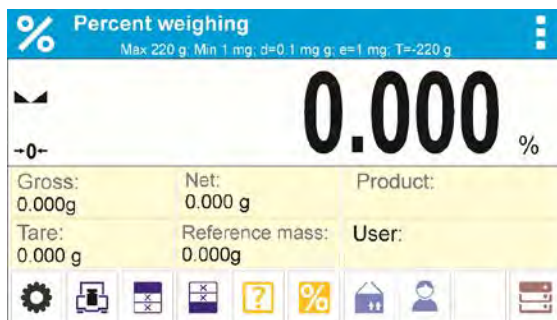 % Percent weighing
Max 220 g; Min 1 mg; d=0.1 mg g; e=1 mg; T=-220 g
0.000 %
→0←
Gross: Net: Product:
0.000g 0.000 g
Tare: Reference mass: User:
0.000 g 0.000g
? %